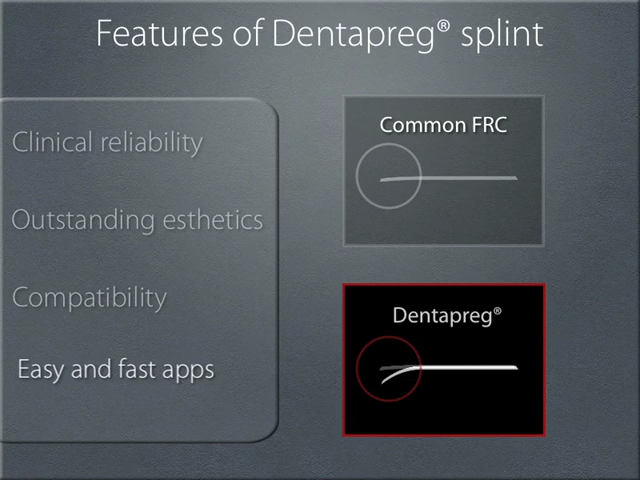 Features of Dentapreg® splint
Clinical reliability
Outstanding esthetics
Compatibility
Easy and fast apps
Common FRC
Dentapreg®